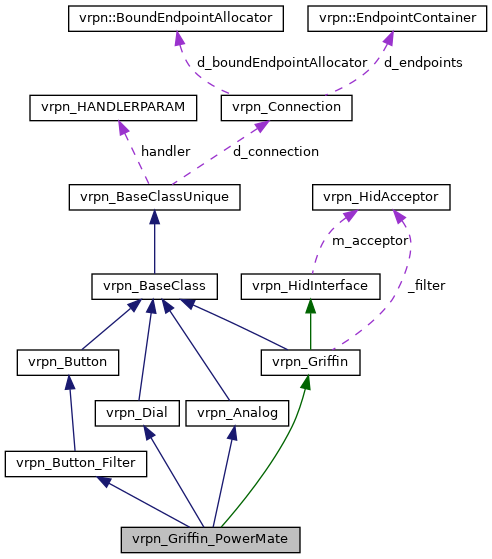 vrpn::BoundEndpointAllocator
vrpn::EndpointContainer
d_boundEndpointAllocator
d_endpoints
vrpn_HANDLERPARAM
vrpn_Connection
handler
d_connection
vrpn_BaseClassUnique
vrpn_HidAcceptor
m_acceptor
vrpn_BaseClass
vrpn_HidInterface
_filter
vrpn_Button
vrpn_Griffin
vrpn_Dial
vrpn_Analog
vrpn_Button_Filter
vrpn_Griffin_PowerMate